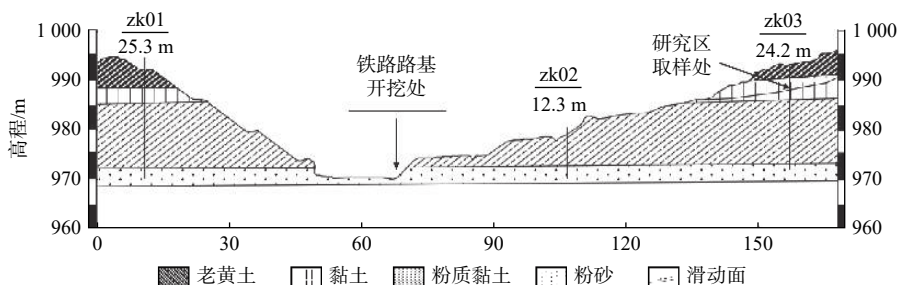 zk01
25.3 m
zk03
24.2 m
研究区
取样处
铁路路基
开挖处
zk02
12.3 m
1 000
990
980
970
960
高程/m
1 000
990
980
970
960
0
30
60
90
120
150
老黄土
黏土
粉质黏土
粉砂
滑动面